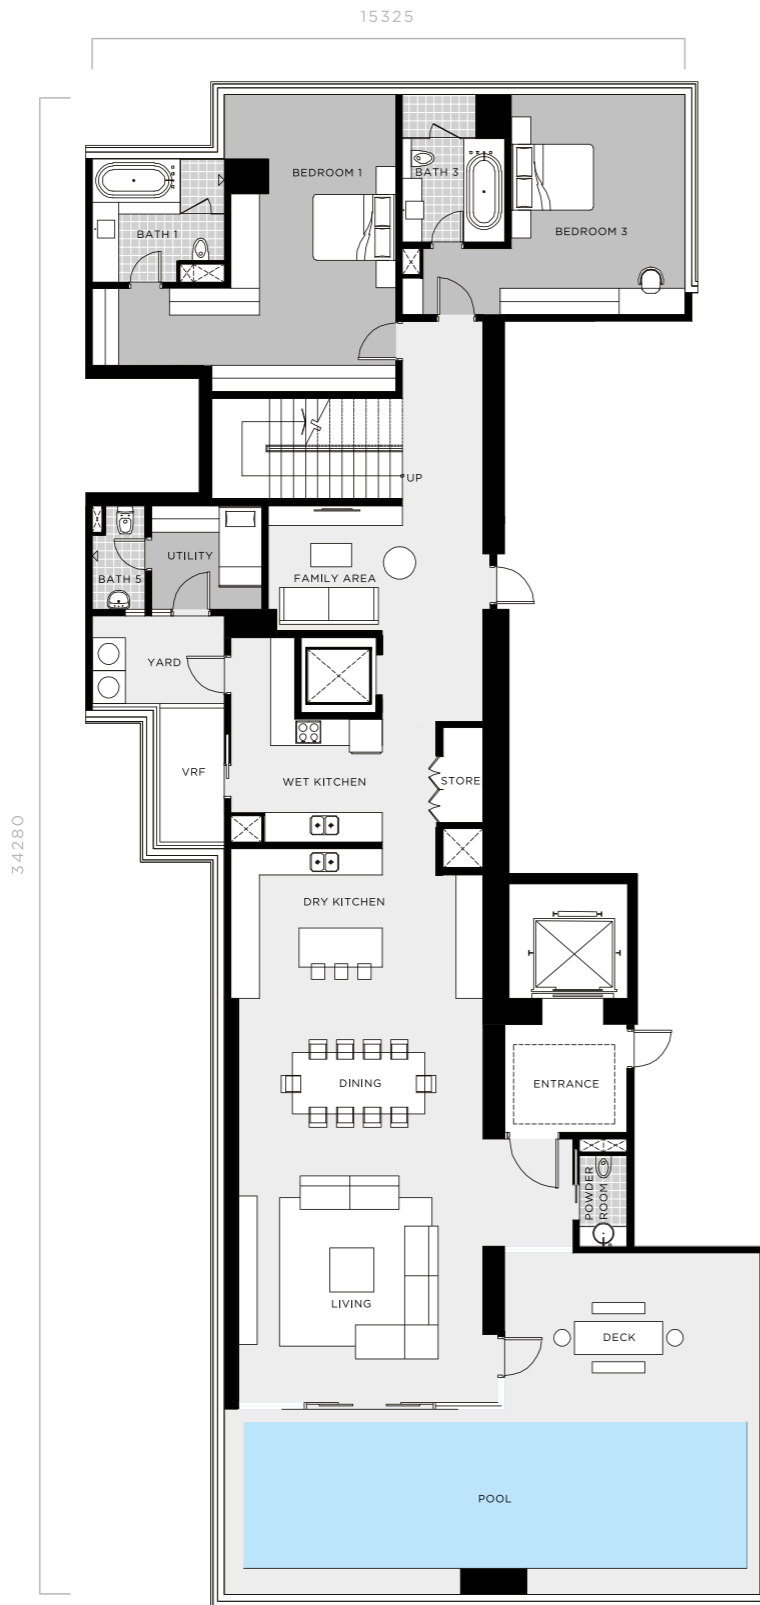 15325
BEDROOM 1
BATH 3
BATH 1
BEDROOM 3
UP
UTILITY
FAMILY AREA
BATH 5
YARD
VRF
WET KITCHEN
STORE
34280
DRY KITCHEN
DINING
ENTRANCE
POWDER
ROOM
LIVING
DECK
POOL